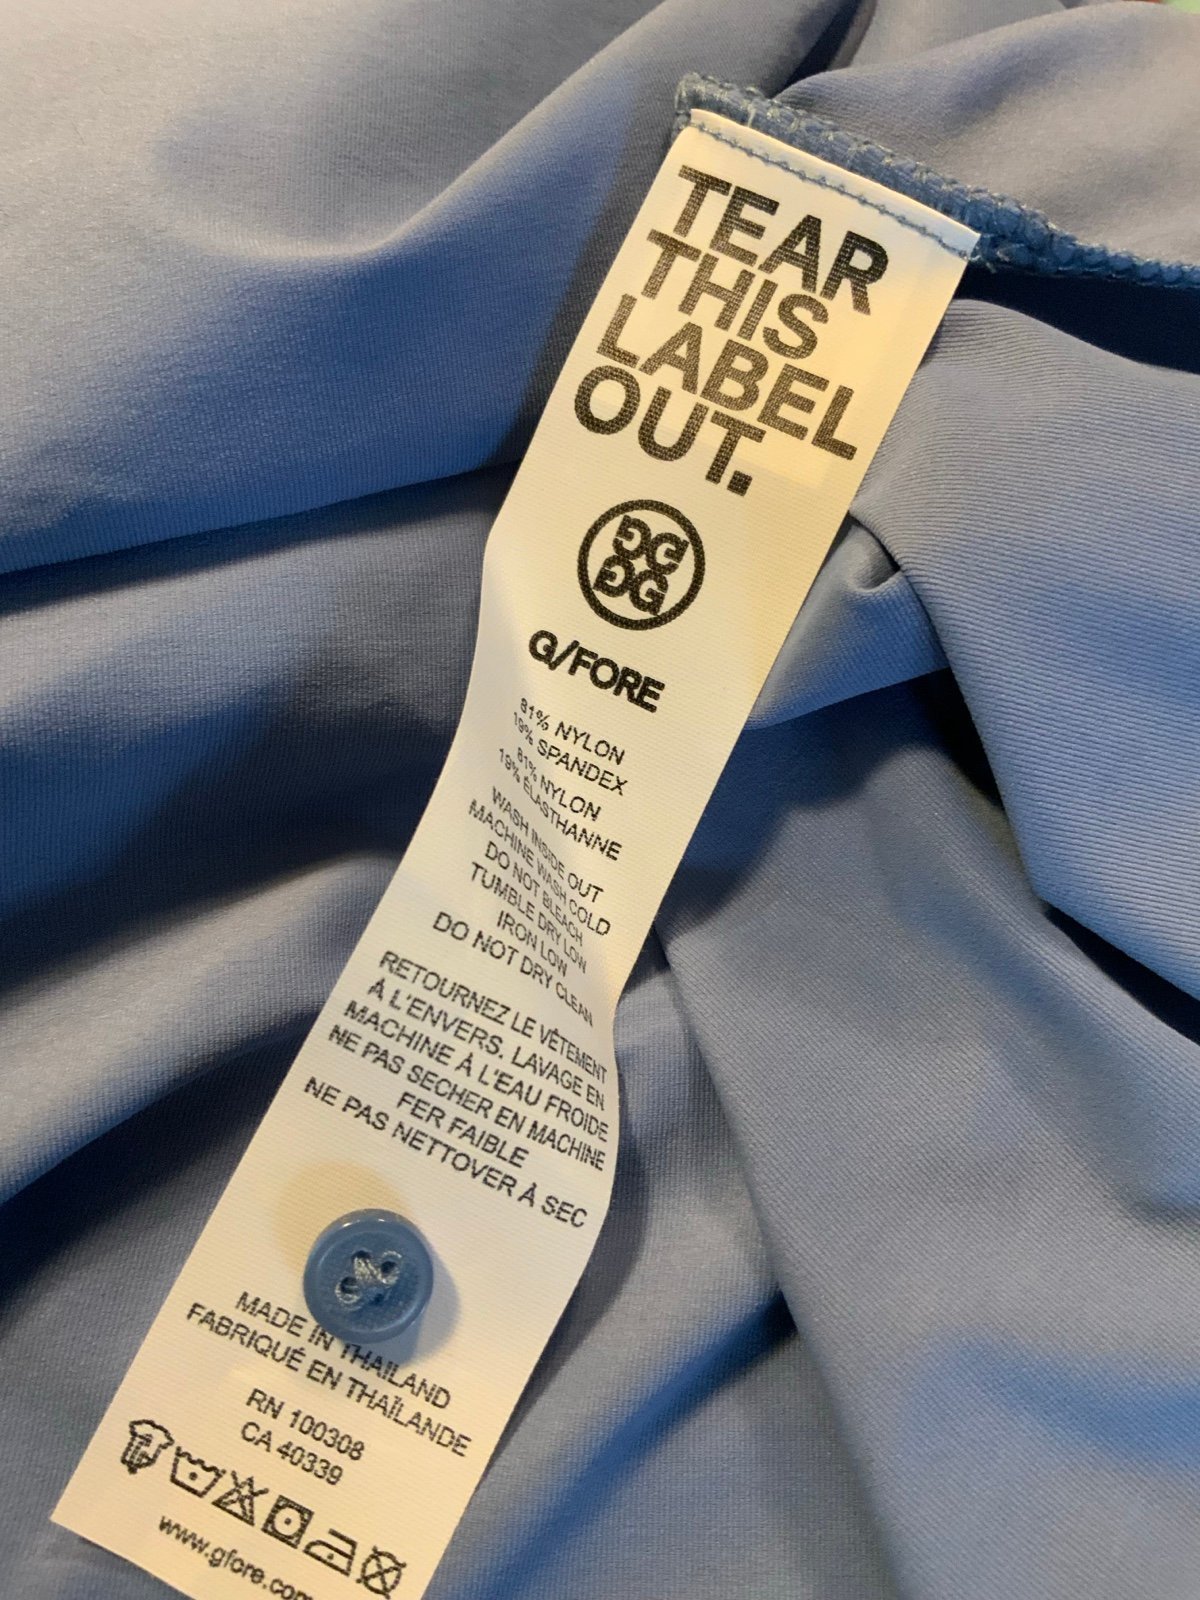 TEAR
THIS
LABEL
OUT.
G/FORE
81% NYLON
19% SPANDEX
81% NYLON
19% ÉLASTHANNE
WASH INSIDE OUT
MACHINE WASH COLD
DO NOT BLEACH
TUMBLE DRY LOW
IRON LOW
DO NOT DRY CLEAN
RETOURNEZ LE VÊTEMENT
À L'ENVERS. LAVAGE EN
MACHINE À L'EAU FROIDE
NE PAS SECHER EN MACHINE
FER FAIBLE
NE PAS NETTOYER À SEC
MADE IN THAILAND
FABRIQUÉ EN THAÏLANDE
RN 100308
CA 40339
www.gfore.com